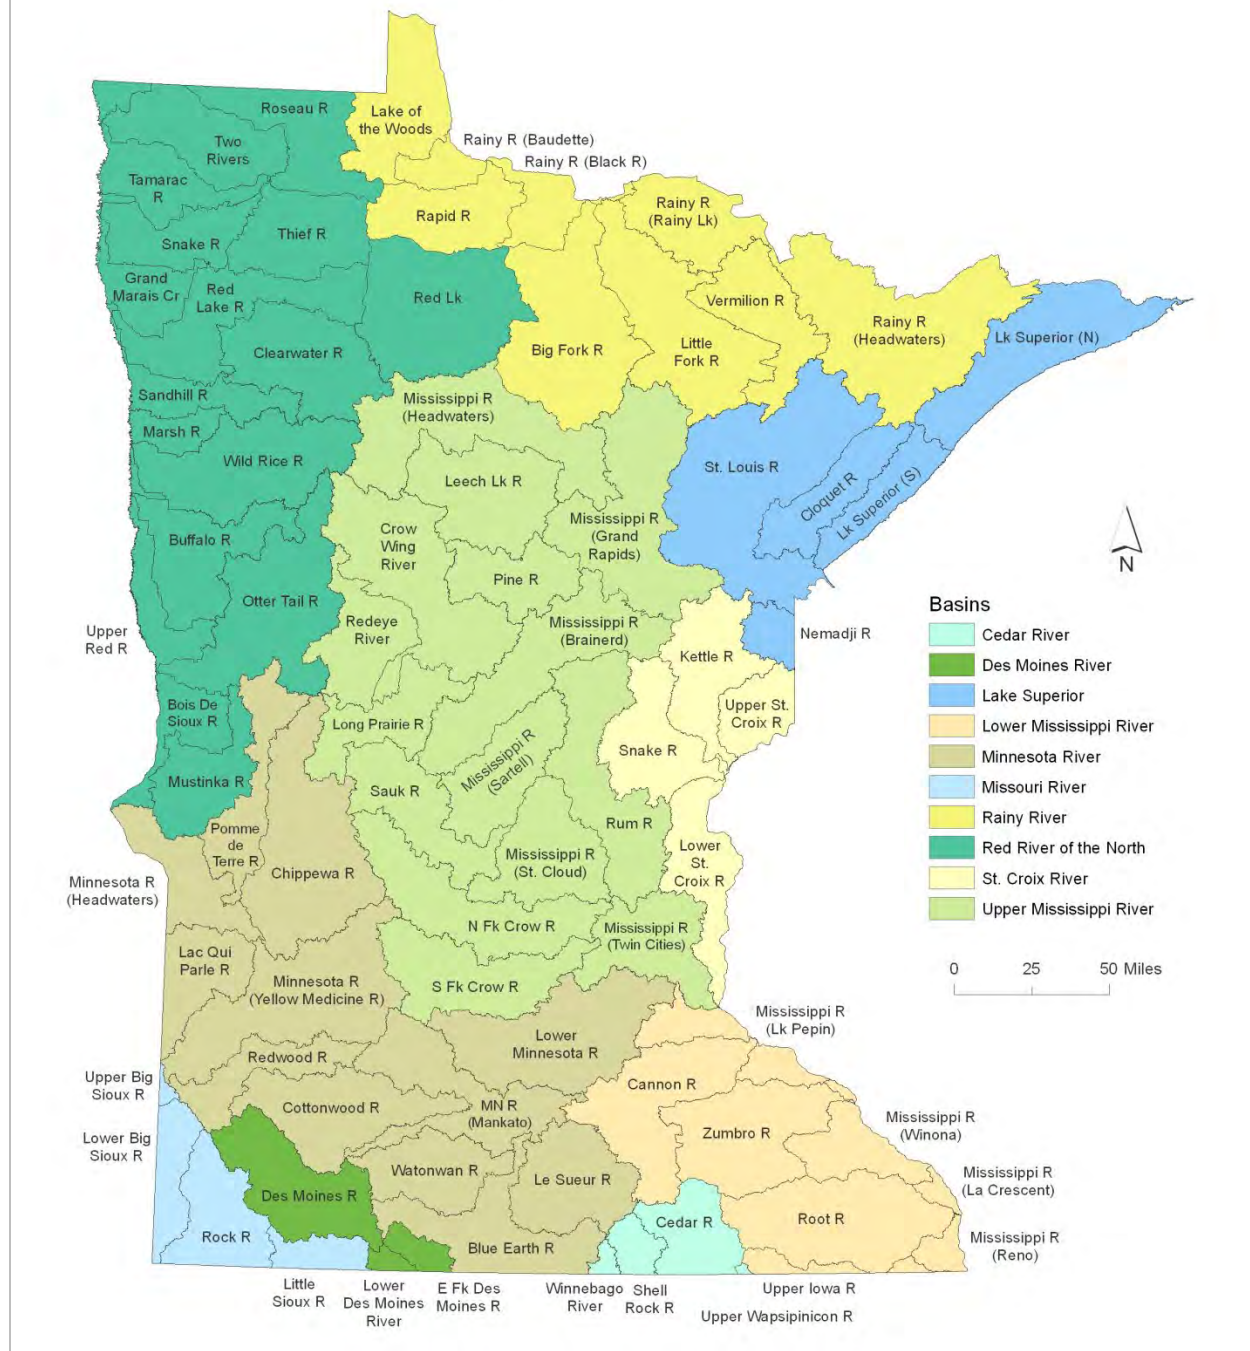 Roseau R
Lake of
the Woods
Two
Rivers
Rainy R (Baudette)
Rainy R (Black R)
Tamarac
R
Rapid R
Rainy R
(Rainy Lk)
Snake R
Thief R
Grand
Marais Cr
Red
Lake R
Red Lk
Vermilion R
Rainy R
(Headwaters)
Lk Superior (N)
Clearwater R
Big Fork R
Little
Fork R
Sandhill R
Mississippi R
(Headwaters)
Marsh R
Wild Rice R
Leech Lk R
St. Louis R
Cloquet R
Lk Superior (S)
Buffalo R
Crow
Wing
River
Mississippi R
(Grand
Rapids)
Pine R
N
Otter Tail R
Redeye
River
Mississippi R
(Brainerd)
Upper
Red R
Kettle R
Nemadji R
Basins
Cedar River
Des Moines River
Lake Superior
Lower Mississippi River
Minnesota River
Missouri River
Rainy River
Red River of the North
St. Croix River
Upper Mississippi River
0 25 50 Miles
Bois De
Sioux R
Long Prairie R
Upper St.
Croix R
Mustinka R
Sauk R
Mississippi R
(Sartell)
Snake R
Pomme
de
Terre R
Chippewa R
Mississippi R
(St. Cloud)
Rum R
Lower
St.
Croix R
Minnesota R
(Headwaters)
N Fk Crow R
Mississippi R
(Twin Cities)
Lac Qui
Parle R
Minnesota R
(Yellow Medicine R)
S Fk Crow R
Mississippi R
(Lk Pepin)
Redwood R
Lower
Minnesota R
Upper Big
Sioux R
Cottonwood R
MN R
(Mankato)
Cannon R
Lower Big
Sioux R
Zumbro R
Mississippi R
(Winona)
Watonwan R
Le Sueur R
Mississippi R
(La Crescent)
Des Moines R
Rock R
Blue Earth R
Cedar R
Root R
Mississippi R
(Reno)
Little
Sioux R
Lower
Des Moines
River
E Fk Des
Moines R
Winnebago
River
Shell
Rock R
Upper Iowa R
Upper Wapsipinicon R